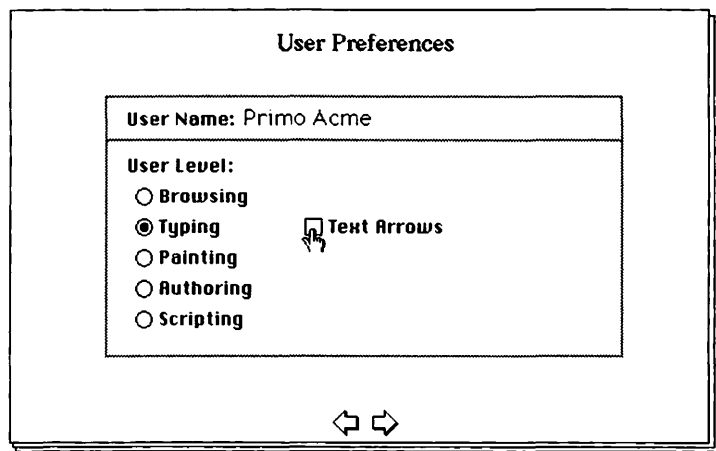 User Preferences
User Name: Primo Acme
User Level:
Browsing
Typing Text Arrows
Painting
Authoring
Scripting